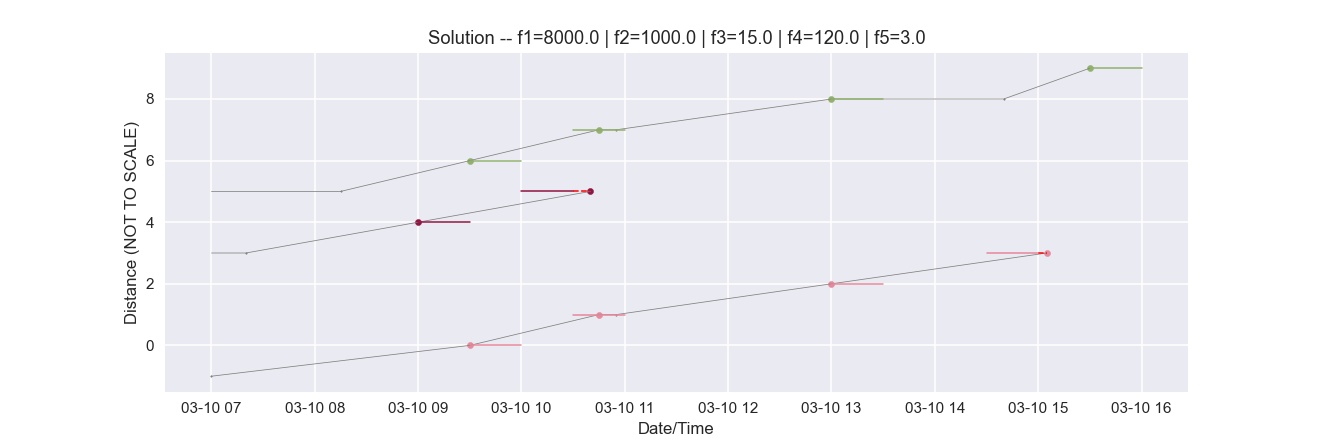 Solution -- f1=8000.0 | f2=1000.0 | f3=15.0 | f4=120.0 | f5=3.0
Distance (NOT TO SCALE)
8
6
4
2
0
03-10 07 03-10 08 03-10 09 03-10 10 03-10 11 03-10 12 03-10 13 03-10 14 03-10 15 03-10 16
Date/Time